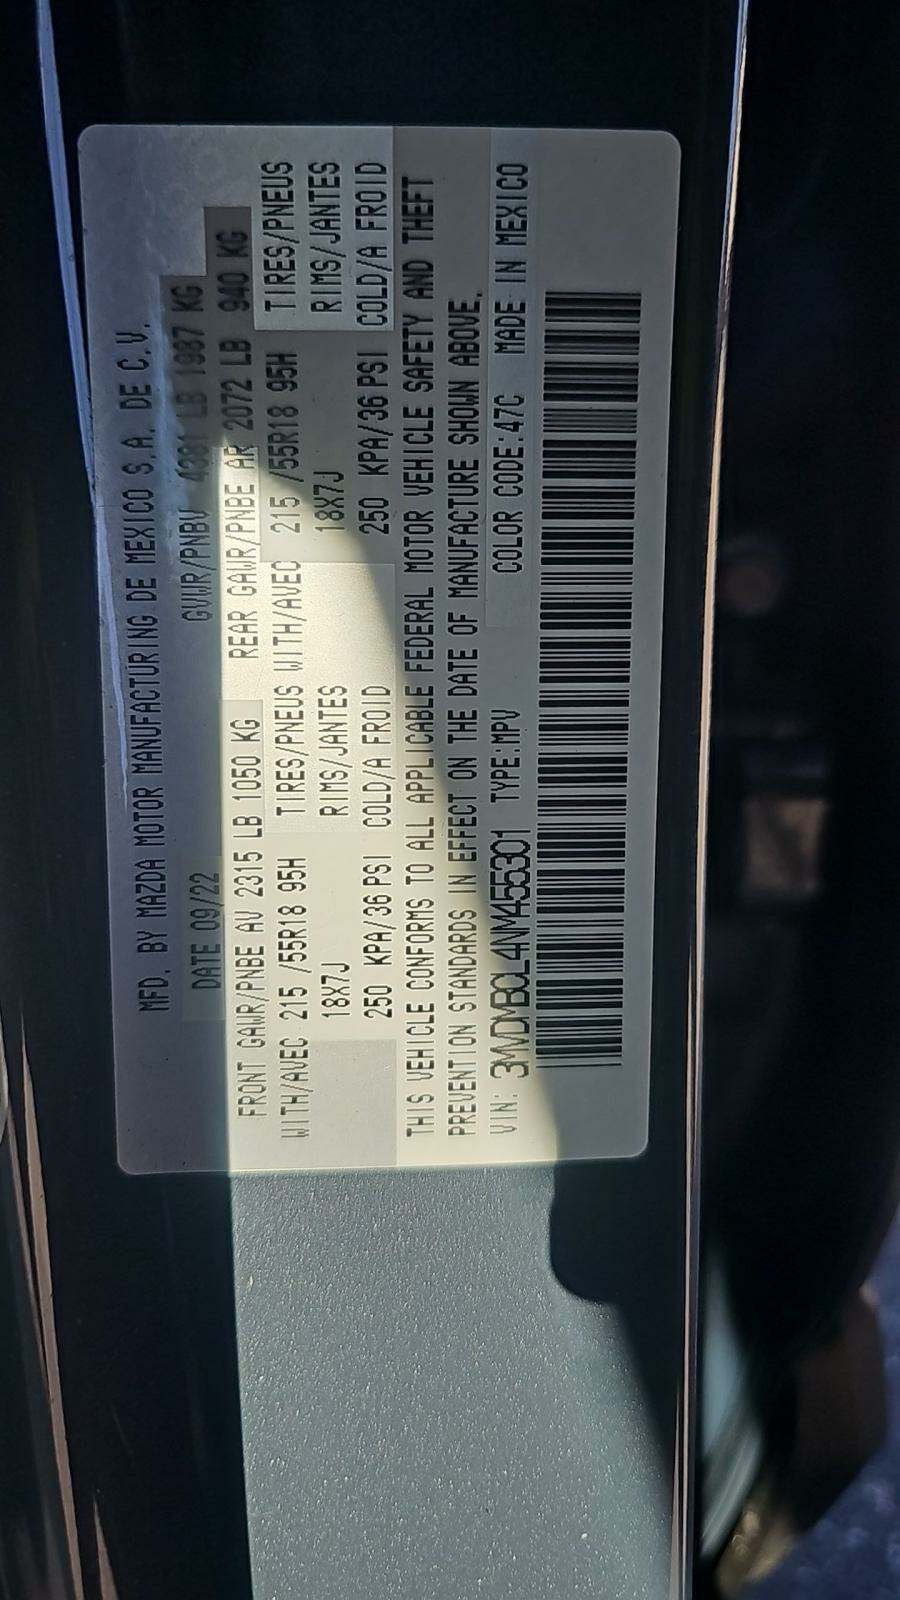 MFD. BY MAZDA MOTOR MANUFACTURING DE MEXICO S.A. DE C.V.
DATE 09/22 GVWR/PNBV 4381 LB 1987 KG
FRONT GAWR/PNBE AV 2315 LB 1050 KG REAR GAWR/PNBE AR 2072 LB 940 KG
WITH/AVEC 215 /55R18 95H TIRES/PNEUS WITH/AVEC 215 /55R18 95H TIRES/PNEUS
18X7J RIMS/JANTES 18X7J RIMS/JANTES
250 KPA/36 PSI COLD/A FROID 250 KPA/36 PSI COLD/A FROID
THIS VEHICLE CONFORMS TO ALL APPLICABLE FEDERAL MOTOR VEHICLE SAFETY AND THEFT
PREVENTION STANDARDS IN EFFECT ON THE DATE OF MANUFACTURE SHOWN ABOVE.
VIN: 3MVDMBCL4NM455301 TYPE:MPV COLOR CODE:47C MADE IN MEXICO